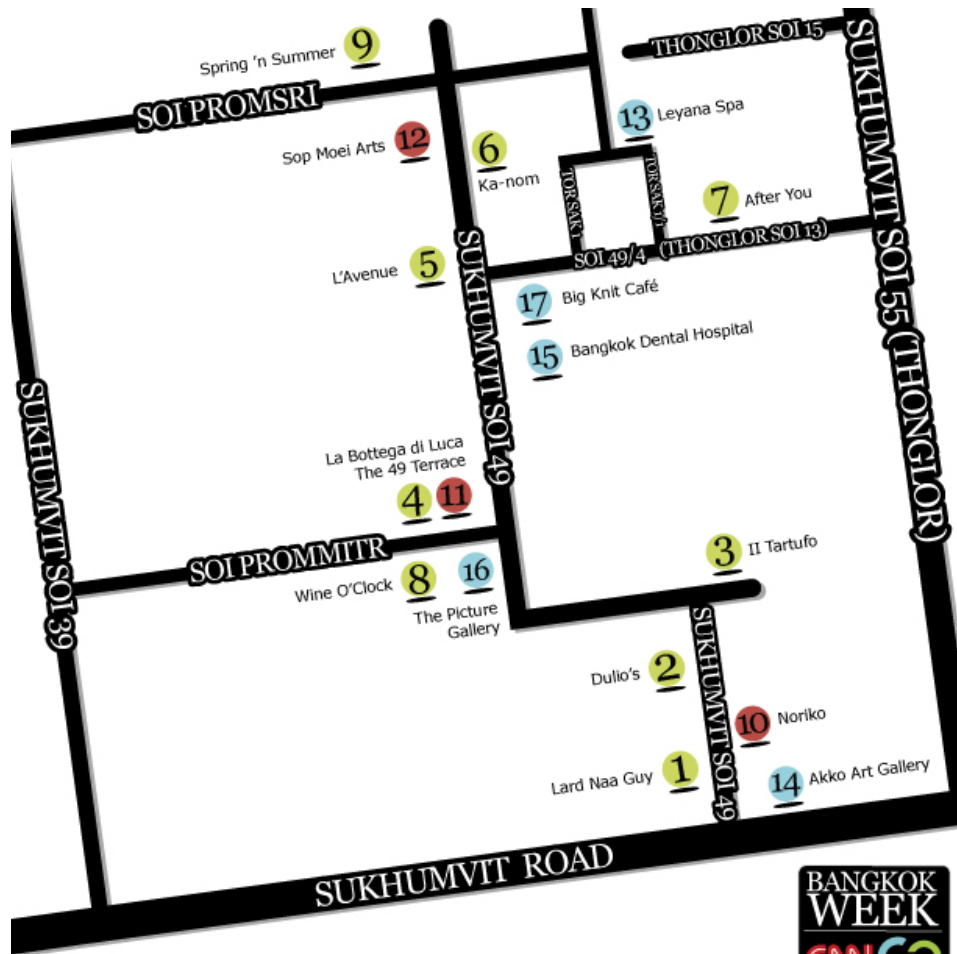 9
Spring ’n Summer
THONGLOR SOI 15
SOI PROMSRI
SUKHUMVIT SOI 55 (THONGLOR)
13
Leyana Spa
Sop Moei Arts
12
6
Ka-nom
TOR SAK 1
TOR SAK 1/1
7
After You
SOI 49/4 (THONGLOR SOI 13)
L’Avenue
5
SUKHUMVIT SOI 49
17
Big Knit Café
15
Bangkok Dental Hospital
SUKHUMVIT SOI 39
La Bottega di Luca
The 49 Terrace
4
11
SOI PROMMITR
3
II Tartufo
Wine O’Clock
8
16
The Picture
Gallery
SUKHUMVIT SOI 49
Dulio’s
2
10
Noriko
Lard Naa Guy
1
14
Akko Art Gallery
SUKHUMVIT ROAD
BANGKOK
WEEK
CNN GO